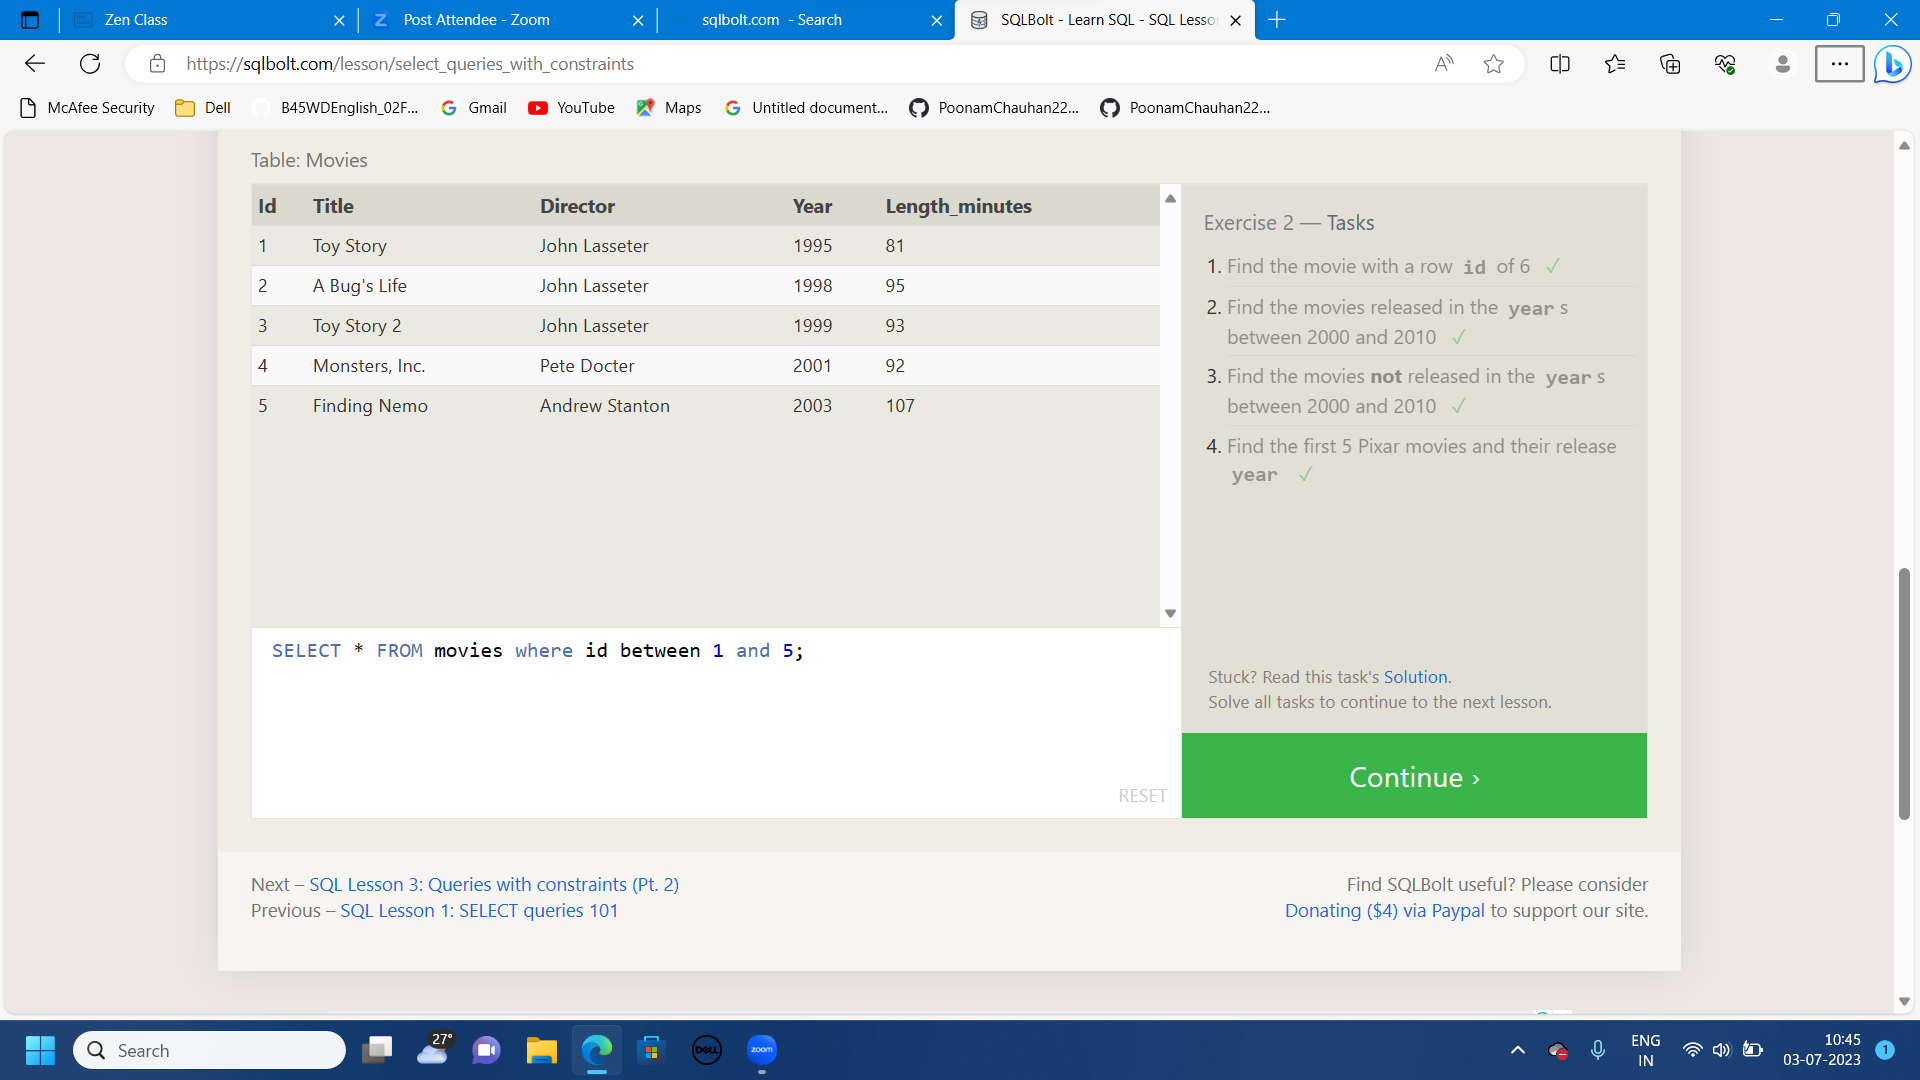 Zen Class
Post Attendee - Zoom
sqlbolt.com - Search
SQLBolt - Learn SQL - SQL Lesso
https://sqlbolt.com/lesson/select_queries_with_constraints
McAfee Security
Dell
B45WDEnglish_02F...
Gmail
YouTube
Maps
Untitled document...
PoonamChauhan22...
PoonamChauhan22...
Table: Movies
Id Title Director Year Length_minutes
1 Toy Story John Lasseter 1995 81
2 A Bug's Life John Lasseter 1998 95
3 Toy Story 2 John Lasseter 1999 93
4 Monsters, Inc. Pete Docter 2001 92
5 Finding Nemo Andrew Stanton 2003 107
SELECT * FROM movies where id between 1 and 5;
RESET
Exercise 2 — Tasks
1. Find the movie with a row id of 6 ✓
2. Find the movies released in the year s
between 2000 and 2010 ✓
3. Find the movies not released in the year s
between 2000 and 2010 ✓
4. Find the first 5 Pixar movies and their release
year ✓
Stuck? Read this task's Solution.
Solve all tasks to continue to the next lesson.
Continue ›
Next – SQL Lesson 3: Queries with constraints (Pt. 2)
Previous – SQL Lesson 1: SELECT queries 101
Find SQLBolt useful? Please consider
Donating ($4) via Paypal to support our site.
Search
27°
DELL
zoom
ENG
IN
10:45
03-07-2023
1